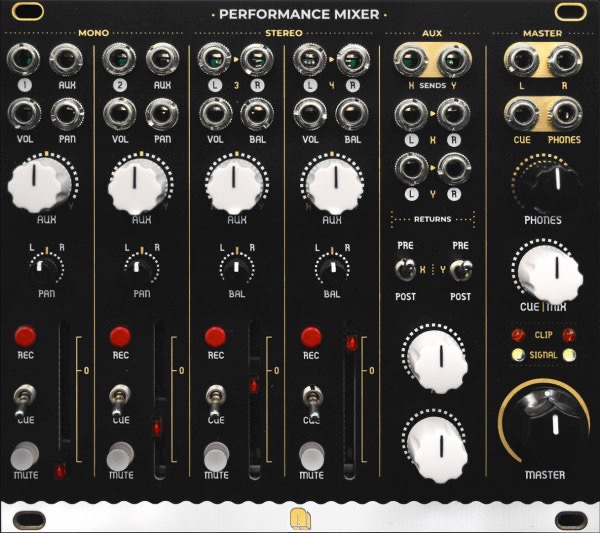 PERFORMANCE MIXER
MONO STEREO AUX MASTER
1 AUX 2 AUX L 3 R L 4 R X SENDS Y L R
VOL PAN VOL PAN VOL BAL VOL BAL L X R CUE PHONES
L Y R
AUX AUX AUX AUX RETURNS PHONES
L R L R L R L R PRE PRE
X Y
PAN PAN BAL BAL POST POST CUE MIX
REC REC REC REC CLIP
SIGNAL
0 0 0 0
CUE CUE CUE CUE
MUTE MUTE MUTE MUTE MASTER